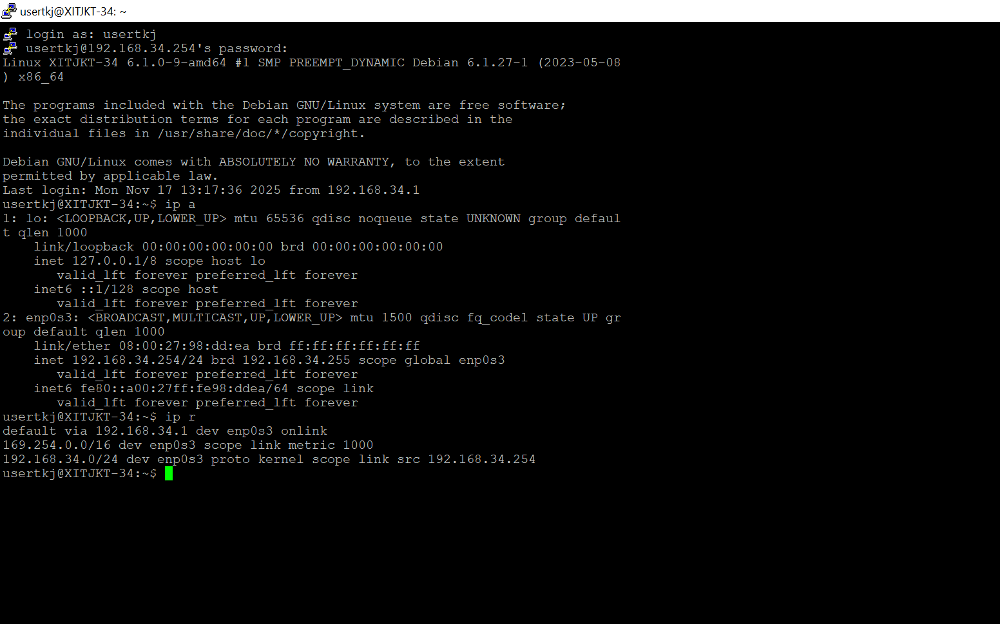 usertkj@XITJKT-34: ~
login as: usertkj
usertkj@192.168.34.254's password:
Linux XITJKT-34 6.1.0-9-amd64 #1 SMP PREEMPT_DYNAMIC Debian 6.1.27-1 (2023-05-08
) x86_64
The programs included with the Debian GNU/Linux system are free software;
the exact distribution terms for each program are described in the
individual files in /usr/share/doc/*/copyright.
Debian GNU/Linux comes with ABSOLUTELY NO WARRANTY, to the extent
permitted by applicable law.
Last login: Mon Nov 17 13:17:36 2025 from 192.168.34.1
usertkj@XITJKT-34:~$ ip a
1: lo: <LOOPBACK,UP,LOWER_UP> mtu 65536 qdisc noqueue state UNKNOWN group defaul
t qlen 1000
    link/loopback 00:00:00:00:00:00 brd 00:00:00:00:00:00
    inet 127.0.0.1/8 scope host lo
       valid_lft forever preferred_lft forever
    inet6 ::1/128 scope host
       valid_lft forever preferred_lft forever
2: enp0s3: <BROADCAST,MULTICAST,UP,LOWER_UP> mtu 1500 qdisc fq_codel state UP gr
oup default qlen 1000
    link/ether 08:00:27:98:dd:ea brd ff:ff:ff:ff:ff:ff
    inet 192.168.34.254/24 brd 192.168.34.255 scope global enp0s3
       valid_lft forever preferred_lft forever
    inet6 fe80::a00:27ff:fe98:ddea/64 scope link
       valid_lft forever preferred_lft forever
usertkj@XITJKT-34:~$ ip r
default via 192.168.34.1 dev enp0s3 onlink
169.254.0.0/16 dev enp0s3 scope link metric 1000
192.168.34.0/24 dev enp0s3 proto kernel scope link src 192.168.34.254
usertkj@XITJKT-34:~$